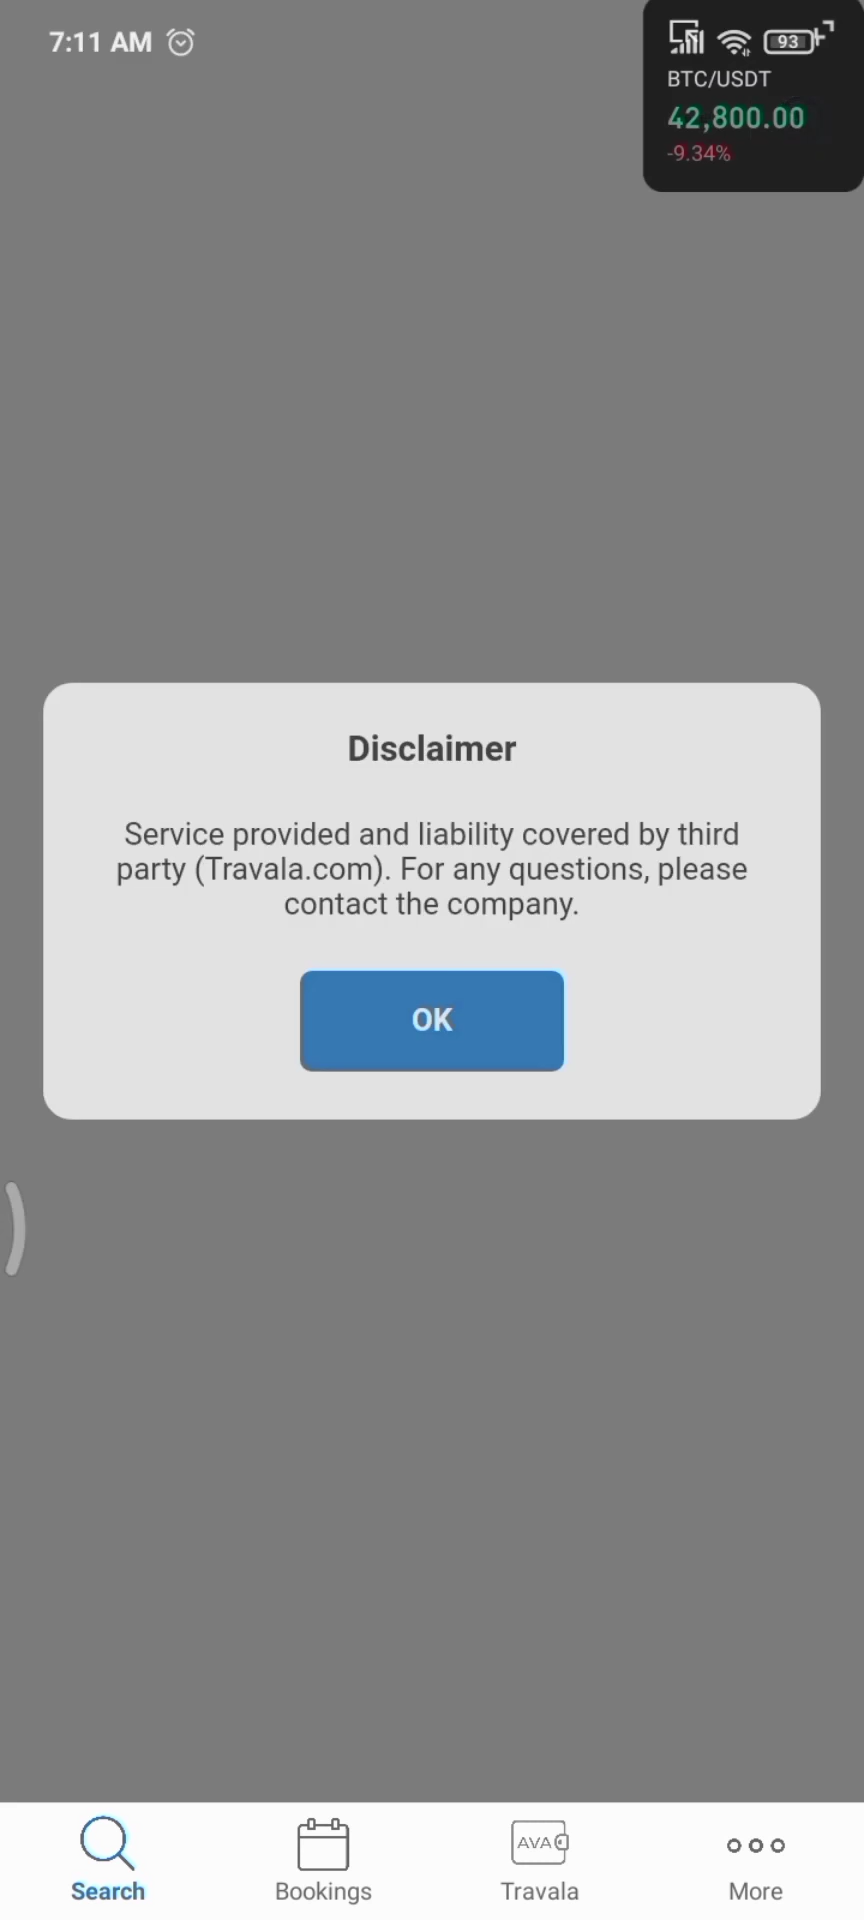 7:11 AM
93
BTC/USDT
42,800.00
-9.34%
Disclaimer
Service provided and liability covered by third
party (Travala.com). For any questions, please
contact the company.
OK
AVA
Search
Bookings
Travala
More